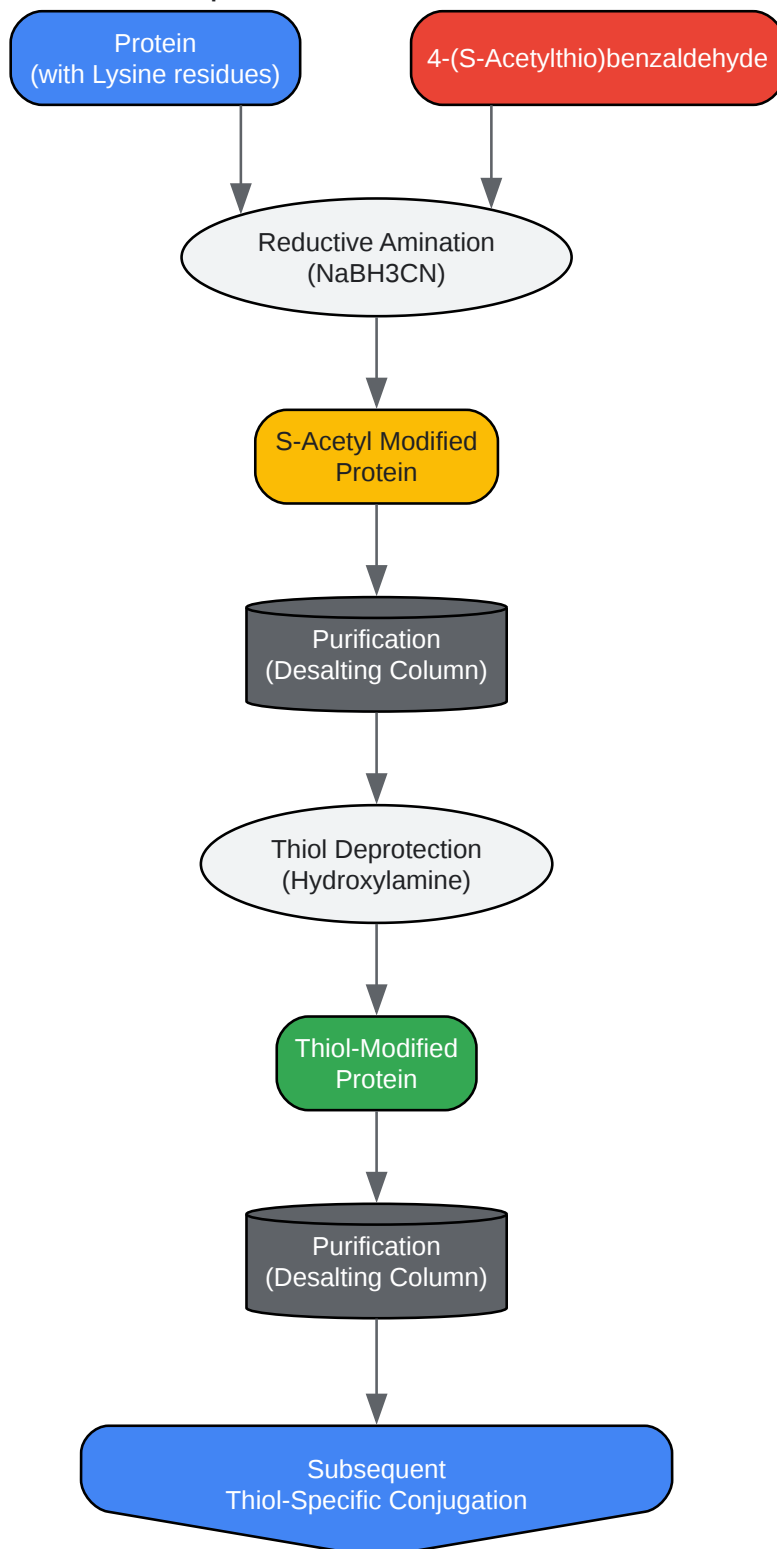 Protein
(with Lysine residues)
4-(S-Acetylthio)benzaldehyde
Reductive Amination
(NaBH3CN)
S-Acetyl Modified
Protein
Purification
(Desalting Column)
Thiol Deprotection
(Hydroxylamine)
Thiol-Modified
Protein
Purification
(Desalting Column)
Subsequent
Thiol-Specific Conjugation